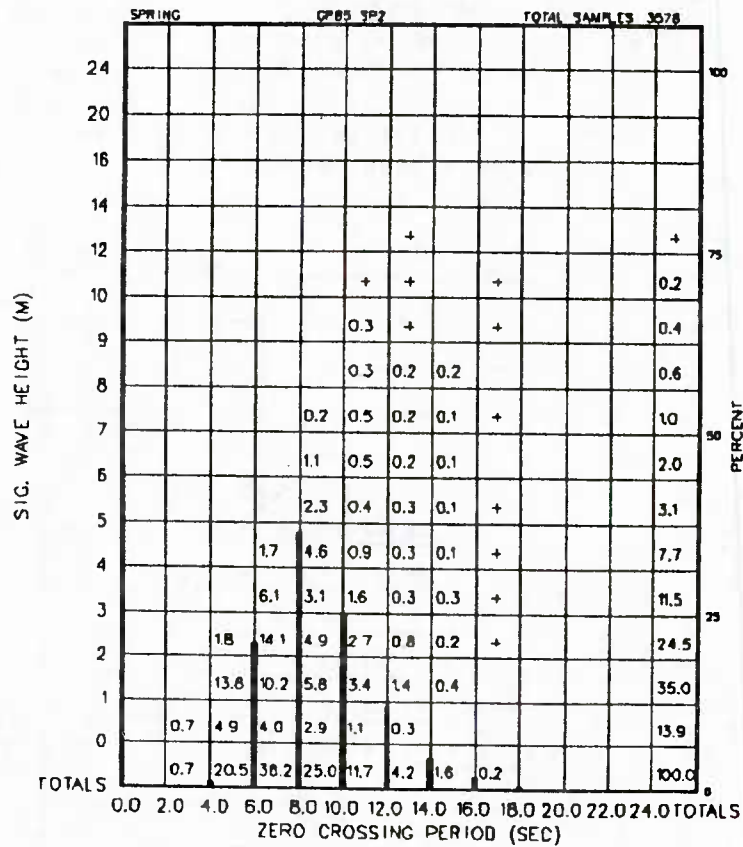 SPRING TOTAL SAMPLES
24
20
16
14
12 + +
10 + + + 0.2
9 0.3 + + 0.4
8 0.3 0.2 0.2 0.6
7 0.2 0.5 0.2 0.1 + 1.0
6 1.1 0.5 0.2 0.1 2.0
5 2.3 0.4 0.3 0.1 + 3.1
4 1.7 4.6 0.9 0.3 0.1 + 7.7
3 6.1 3.1 1.6 0.3 0.3 + 11.5
2 1.8 14.1 4.9 2.7 0.8 0.2 + 24.5
1 13.8 10.2 5.8 3.4 1.4 0.4 35.0
0 0.7 4.9 4.0 2.9 1.1 0.3 13.9
TOTALS 0.7 20.5 36.2 25.0 11.7 4.2 1.6 0.2 100.0
0.0 2.0 4.0 6.0 8.0 10.0 12.0 14.0 16.0 18.0 20.0 22.0 24.0 TOTALS
ZERO CROSSING PERIOD (SEC)
SIG. WAVE HEIGHT (M)
100
75
50
25
0
PERCENT